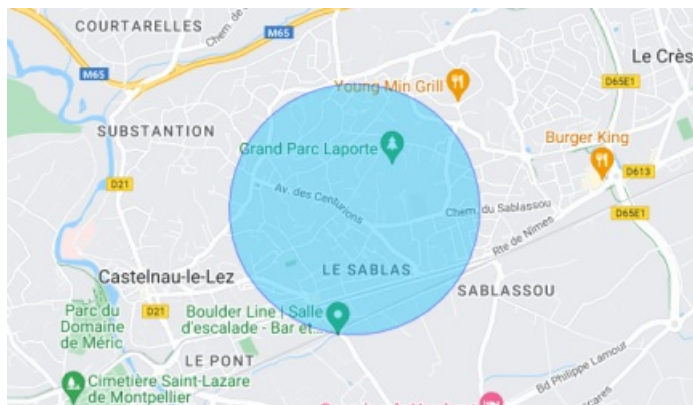 COURTARELLES
Chem. de
M65
M65
Le Crès
Young Min Grill
D65E1
SUBSTANTION
Grand Parc Laporte
Burger King
D613
D21
Av. des Centurions
Chem. du Sablassou
D65E1
Rte de Nîmes
Castelnau-le-Lez
LE SABLAS
SABLASSOU
Parc du
Domaine
de Méric
D21
Boulder Line | Salle
d'escalade - Bar et...
LE PONT
Cimetière Saint-Lazare
de Montpellier
Bd Philippe Lamour